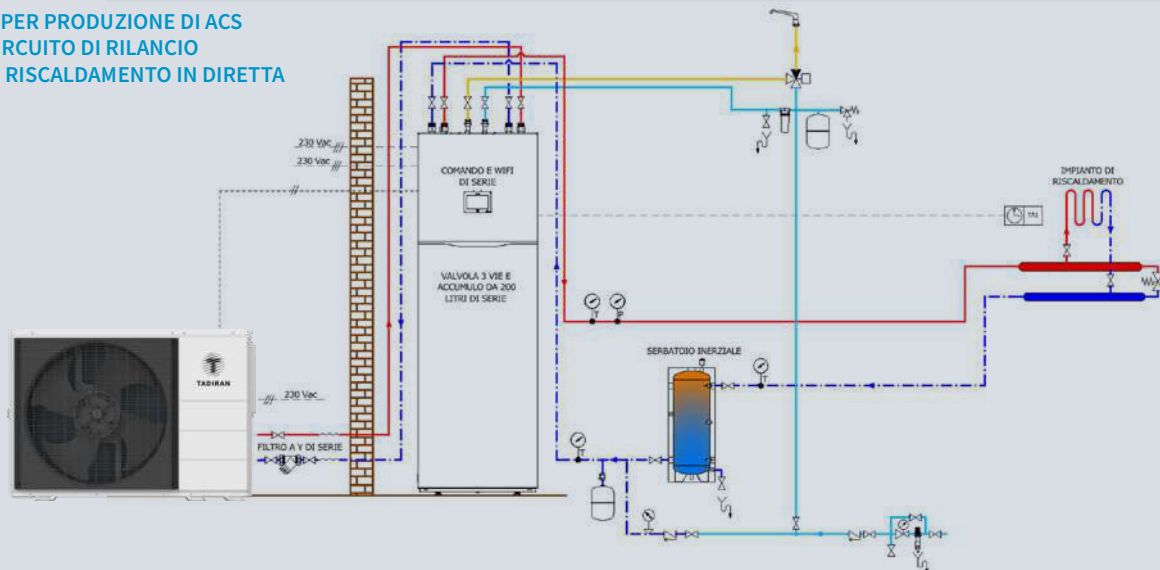 PER PRODUZIONE DI ACS
RCUITO DI RILANCIO
RISCALDAMENTO IN DIRETTA
230 Vac
230 Vac
COMANDO E WIFI
DI SERIE
IMPIANTO DI
RISCALDAMENTO
VALVOLA 3 VIE E
ACCUMULO DA 200
LITRI DI SERIE
T
P
SERBATOIO INERZIALE
T
TADIRAN
230 Vac
FILTRO A Y DI SERIE
T